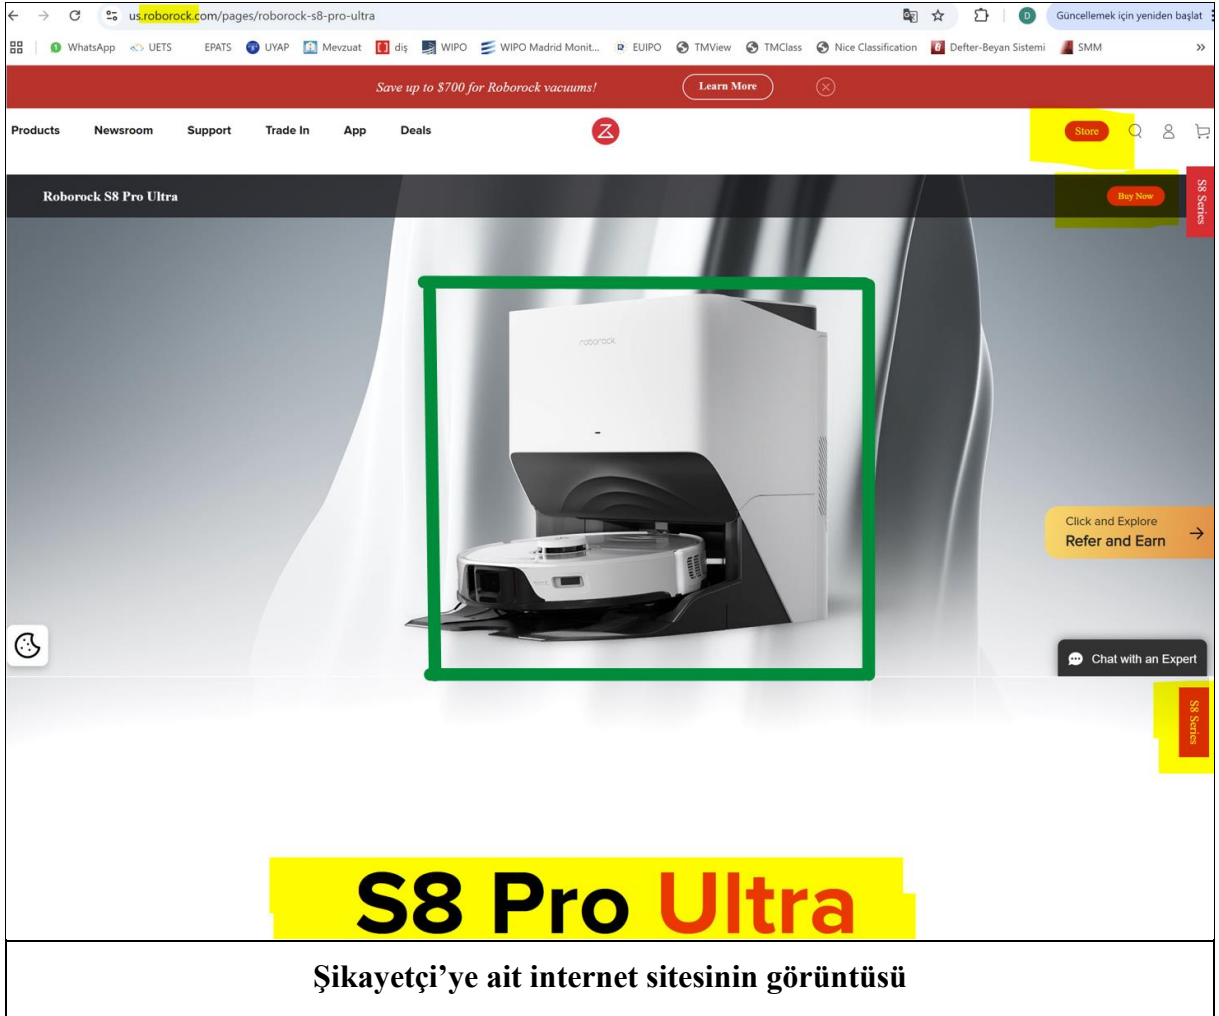 us.roborock.com/pages/roborock-s8-pro-ultra
D
Güncellemek için yeniden başlat
WhatsApp UETS EPATS UYAP Mevzuat diş WIPO WIPO Madrid Monit... EUIPO TMView TMClass Nice Classification Defter-Beyan Sistemi SMM
Save up to $700 for Roborock vacuums! Learn More
Products Newsroom Support Trade In App Deals Store
Roborock S8 Pro Ultra Buy Now
S8 Series
roborock
Click and Explore
Refer and Earn
Chat with an Expert
S8 Series
S8 Pro Ultra
Şikayetçi’ye ait internet sitesinin görüntüsü